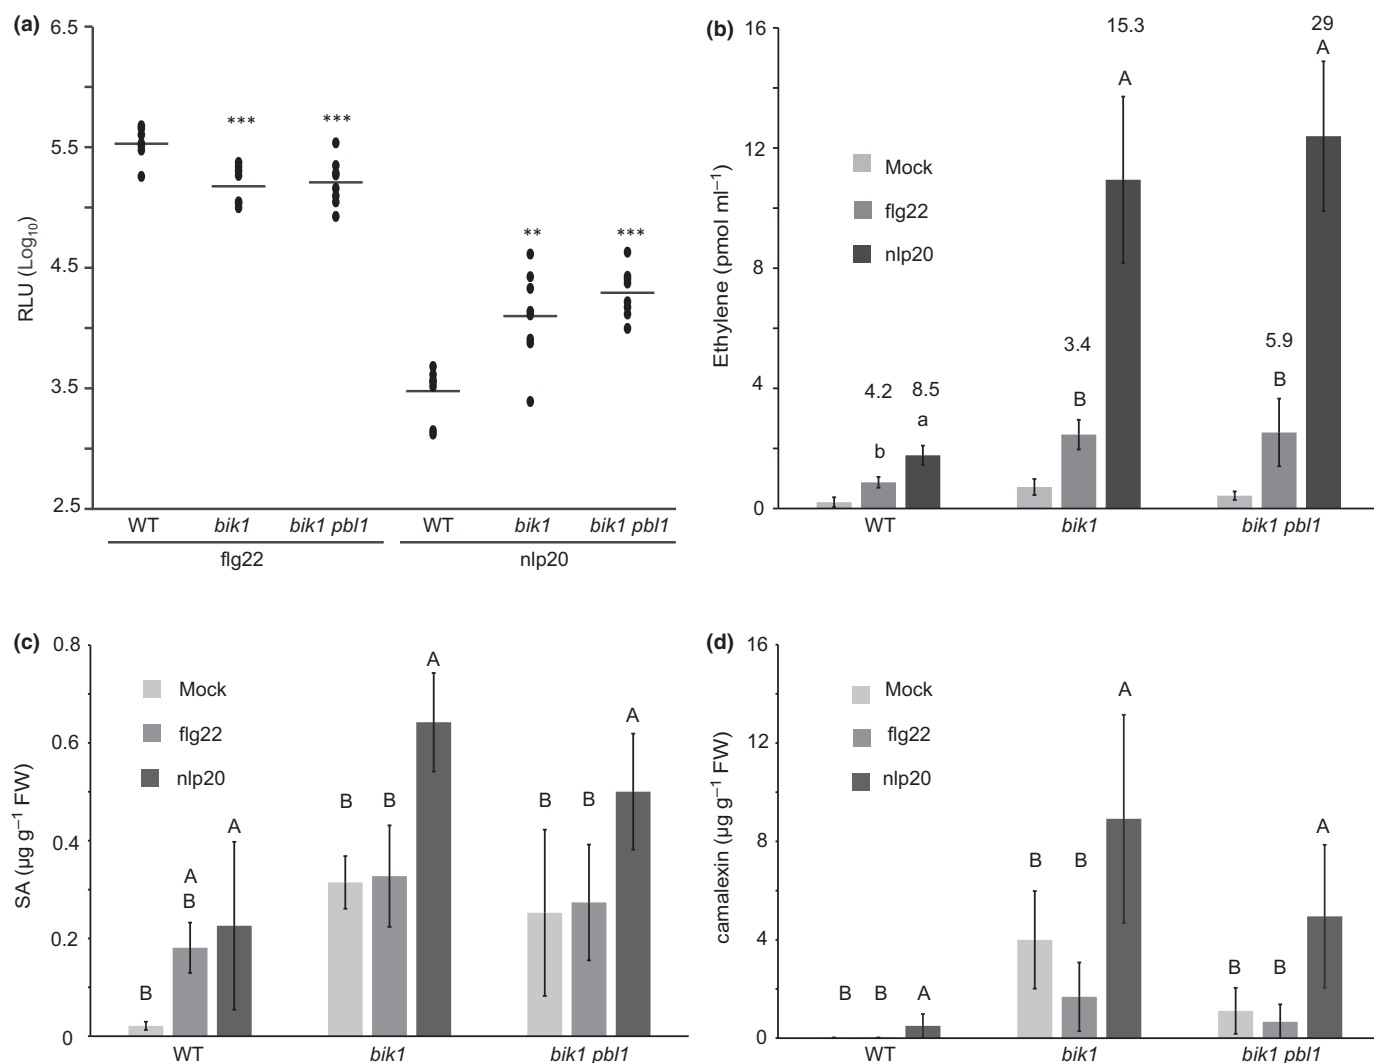 (a)
6.5
5.5
4.5
3.5
2.5
RLU (Log10)
***
***
**
***
WT
bik1
bik1 pbl1
WT
bik1
bik1 pbl1
flg22
nlp20
(b)
16
12
8
4
0
Ethylene (pmol ml–1)
Mock
flg22
nlp20
4.2
b
8.5
a
3.4
B
15.3
A
5.9
B
29
A
WT
bik1
bik1 pbl1
(c)
0.8
0.6
0.4
0.2
0
SA (µg g–1 FW)
Mock
flg22
nlp20
B
A
B
A
B
B
A
B
B
A
WT
bik1
bik1 pbl1
(d)
16
12
8
4
0
camalexin (µg g–1 FW)
Mock
flg22
nlp20
B
B
A
B
B
A
B
B
A
WT
bik1
bik1 pbl1